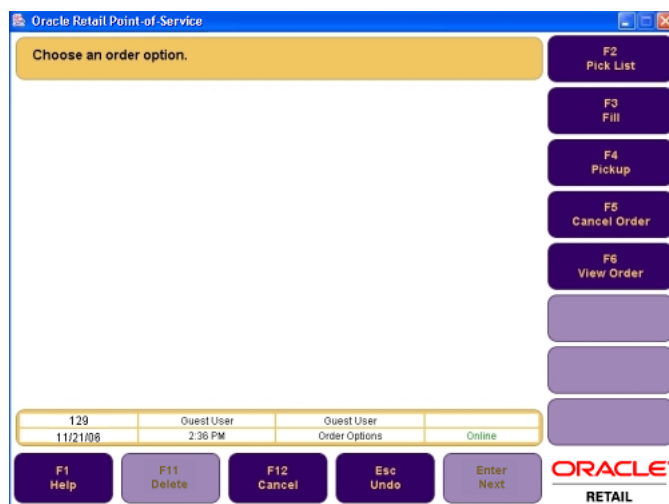 Oracle Retail Point-of-Service
Choose an order option.
F2
Pick List
F3
Fill
F4
Pickup
F5
Cancel Order
F6
View Order
129 Guest User Guest User
11/21/06 2:36 PM Order Options Online
F1
Help
F11
Delete
F12
Cancel
Esc
Undo
Enter
Next
ORACLE
RETAIL